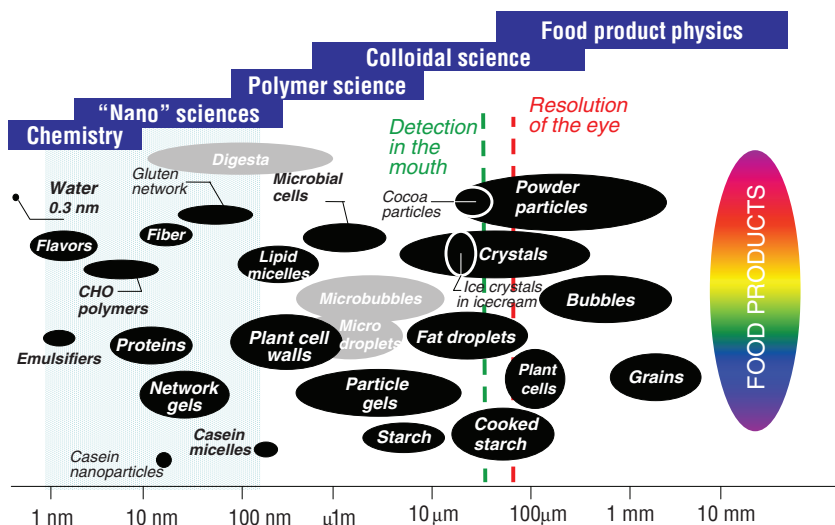 Food product physics
Colloidal science
Polymer science
“Nano” sciences
Chemistry
Resolution
of the eye
Detection
in the
mouth
Digesta
Gluten
network
Microbial
cells
Water
0.3 nm
Cocoa
particles
Powder
particles
Flavors
Fiber
Lipid
micelles
Crystals
CHO
polymers
Ice crystals
in icecream
Microbubbles
Bubbles
Micro
droplets
Emulsifiers
Proteins
Plant cell
walls
Fat droplets
Network
gels
Particle
gels
Plant
cells
Grains
Casein
micelles
Starch
Cooked
starch
Casein
nanoparticles
FOOD PRODUCTS
1 nm
10 nm
100 nm
µ1m
10 µm
100µm
1 mm
10 mm